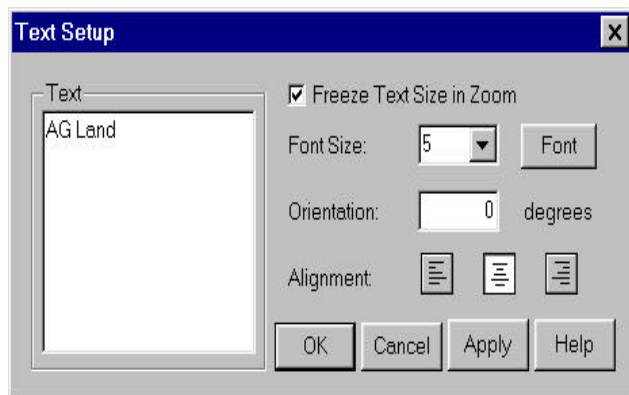 Text Setup
Text
AG Land
Freeze Text Size in Zoom
Font Size: 5 Font
Orientation: 0 degrees
Alignment:
OK Cancel Apply Help